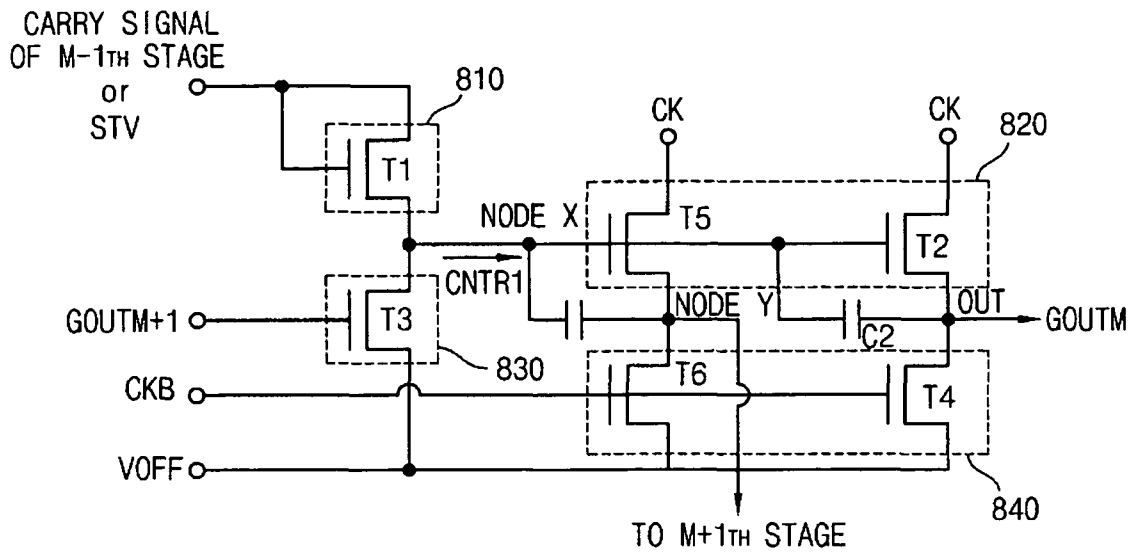 CARRY SIGNAL
OF M-1TH STAGE
or
STV
810
CK
CK
820
T1
NODE X
T5
T2
CNTR1
NODE Y
OUT
GOUTM
GOUTM+1
T3
C2
830
CKB
T6
T4
VOFF
840
TO M+1TH STAGE